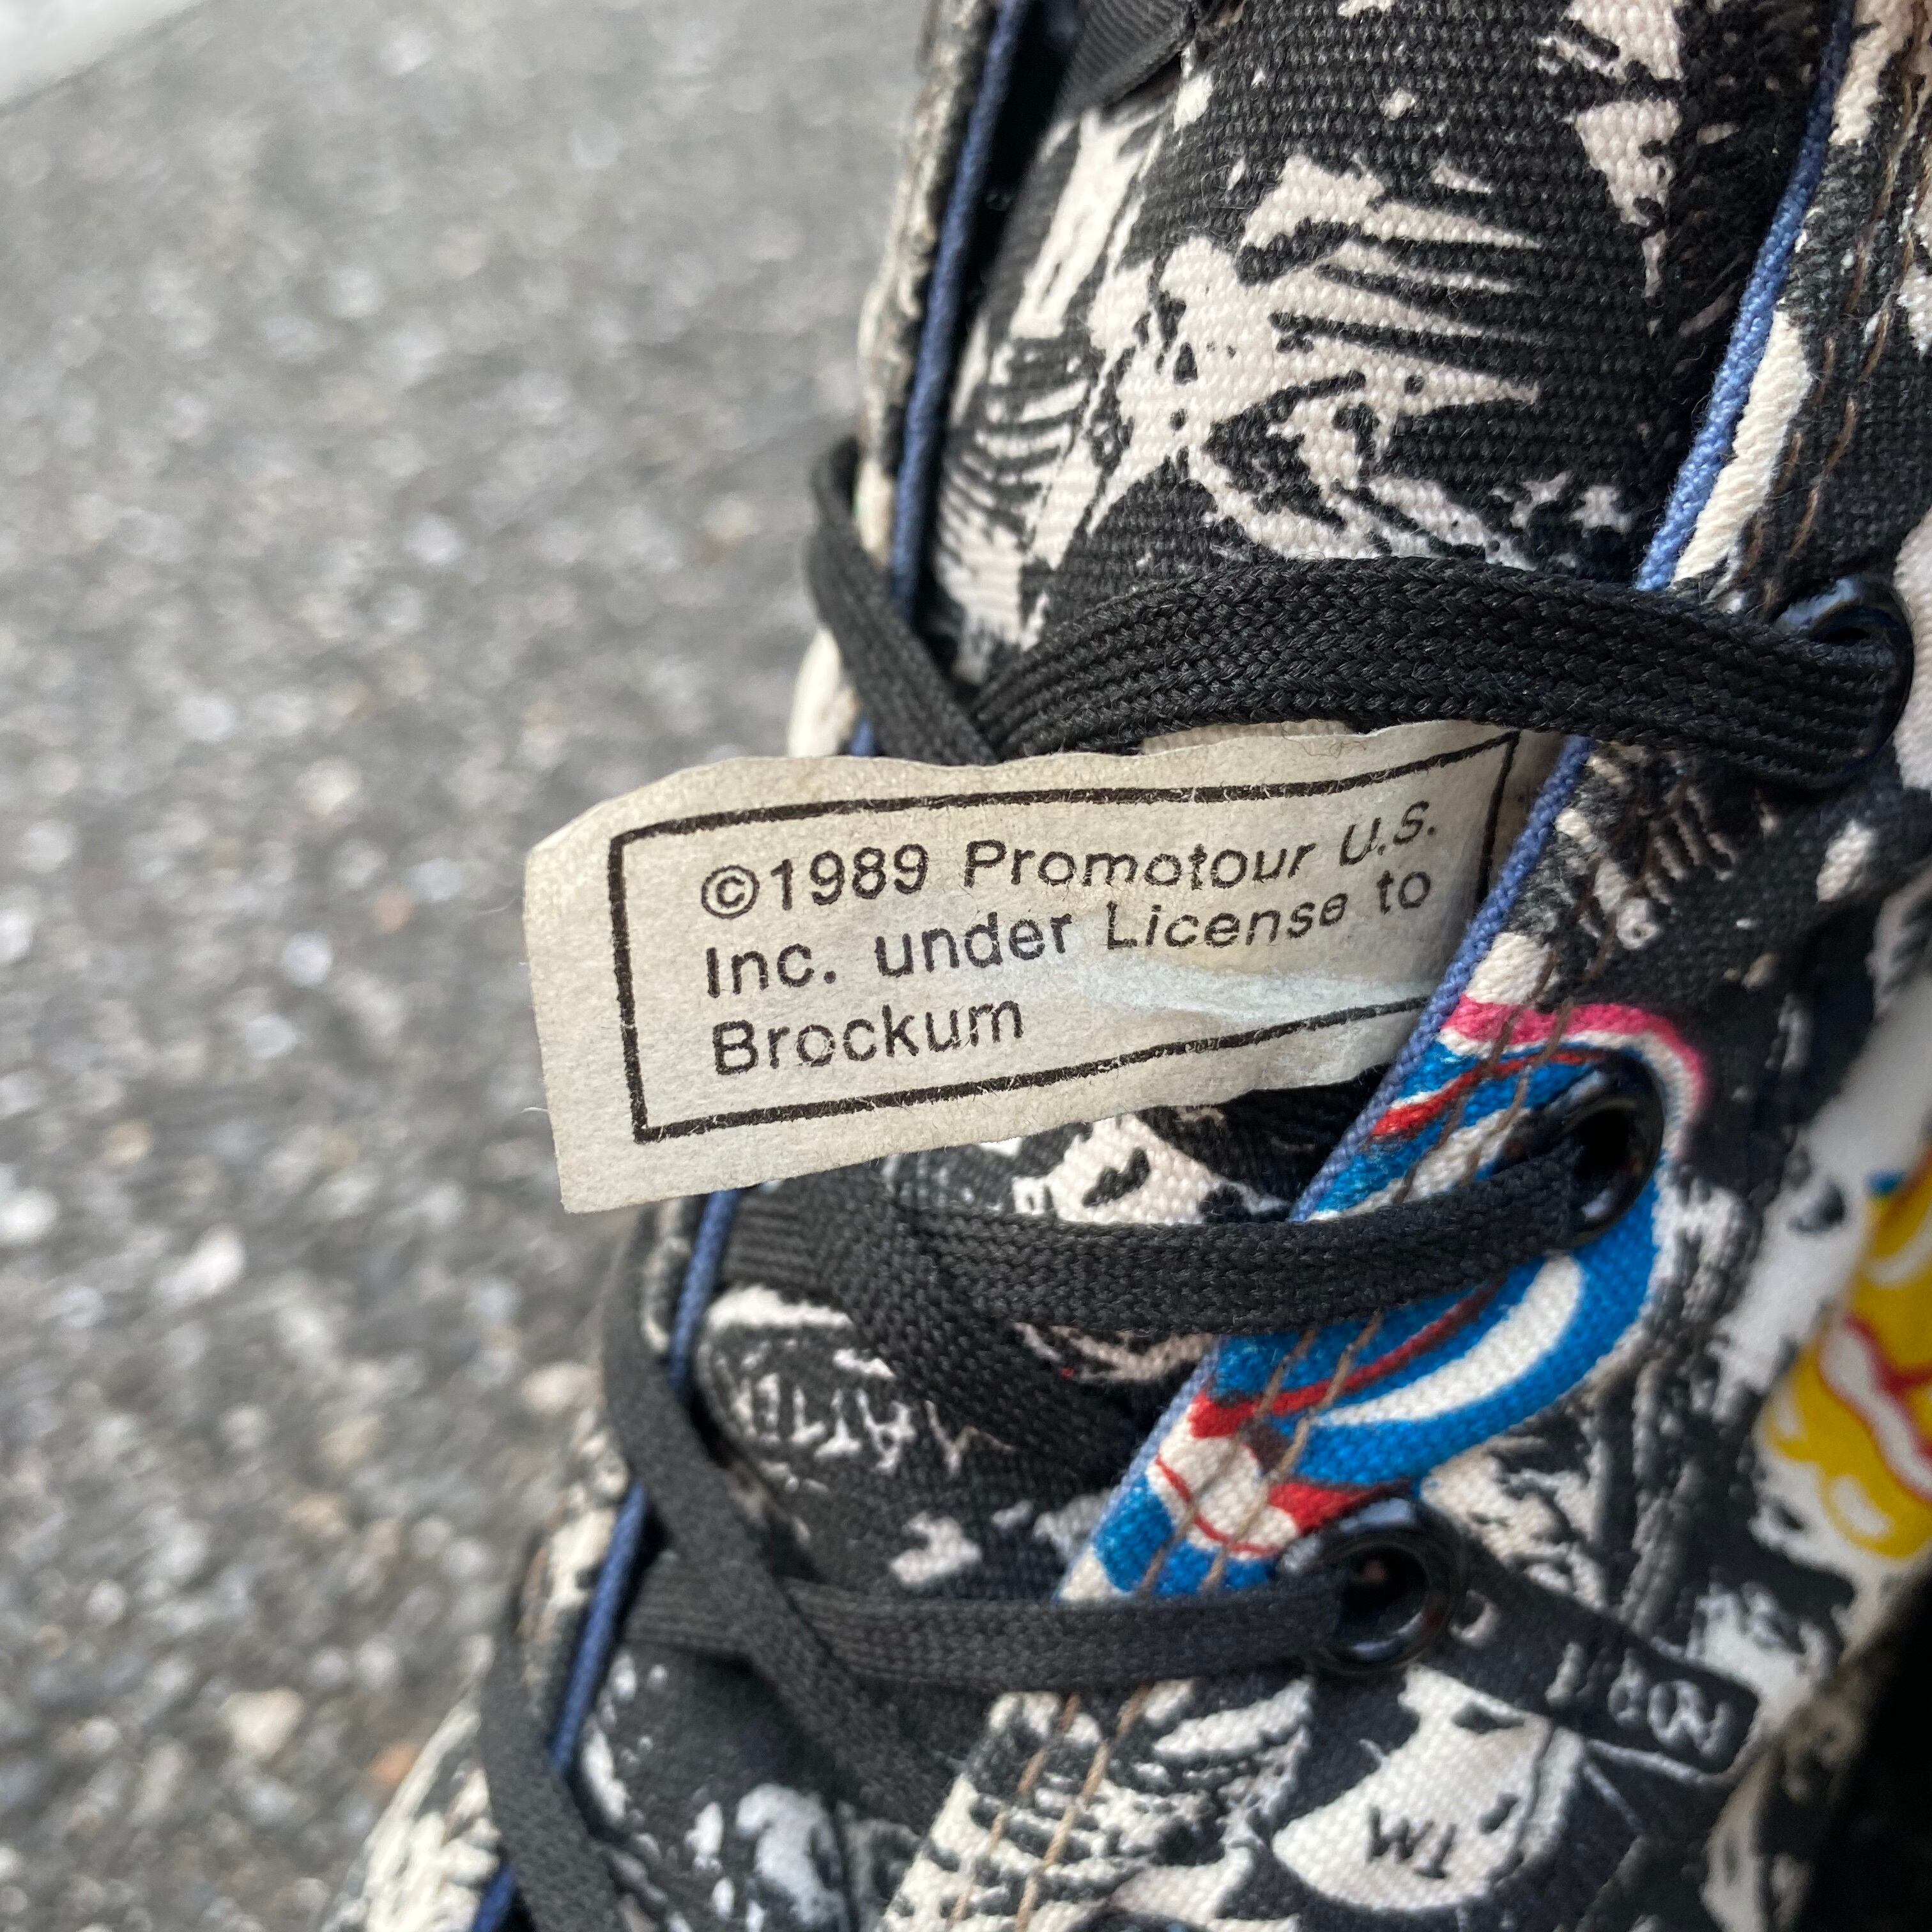 ©1989 Promotour U.S.
Inc. under License to
Brockum